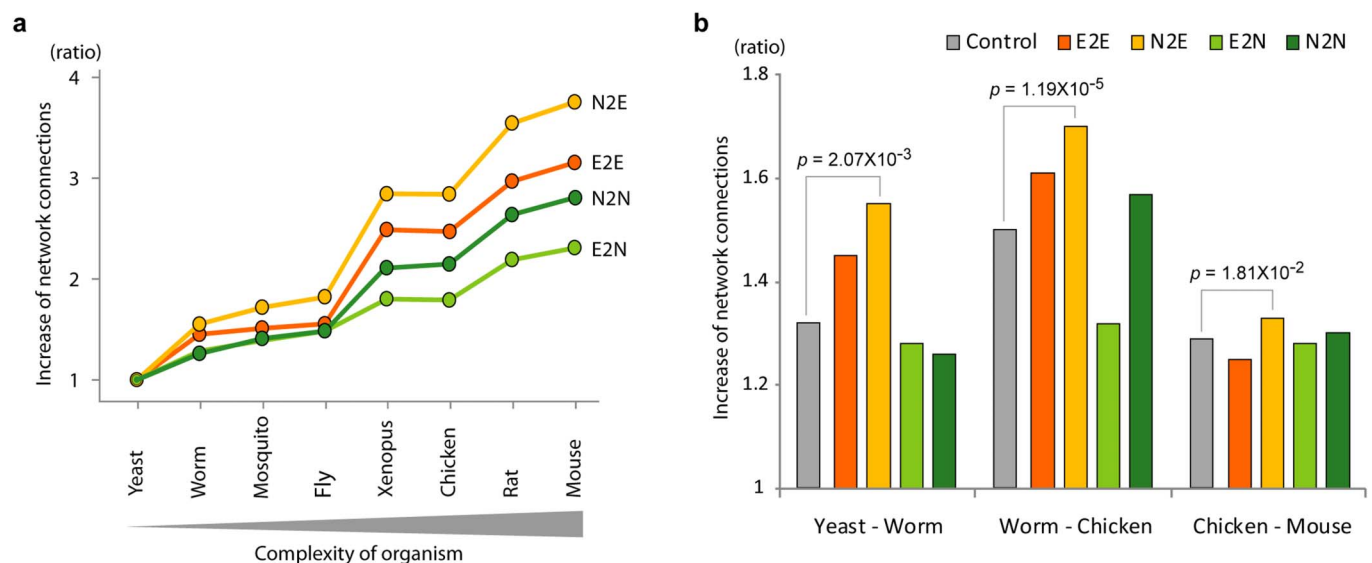 a
(ratio)
Increase of network connections
4
3
2
1
N2E
E2E
N2N
E2N
Yeast
Worm
Mosquito
Fly
Xenopus
Chicken
Rat
Mouse
Complexity of organism
b
(ratio)
Control E2E N2E E2N N2N
Increase of network connections
1.8
1.6
1.4
1.2
1
p = 2.07X10⁻³
p = 1.19X10⁻⁵
p = 1.81X10⁻²
Yeast - Worm
Worm - Chicken
Chicken - Mouse